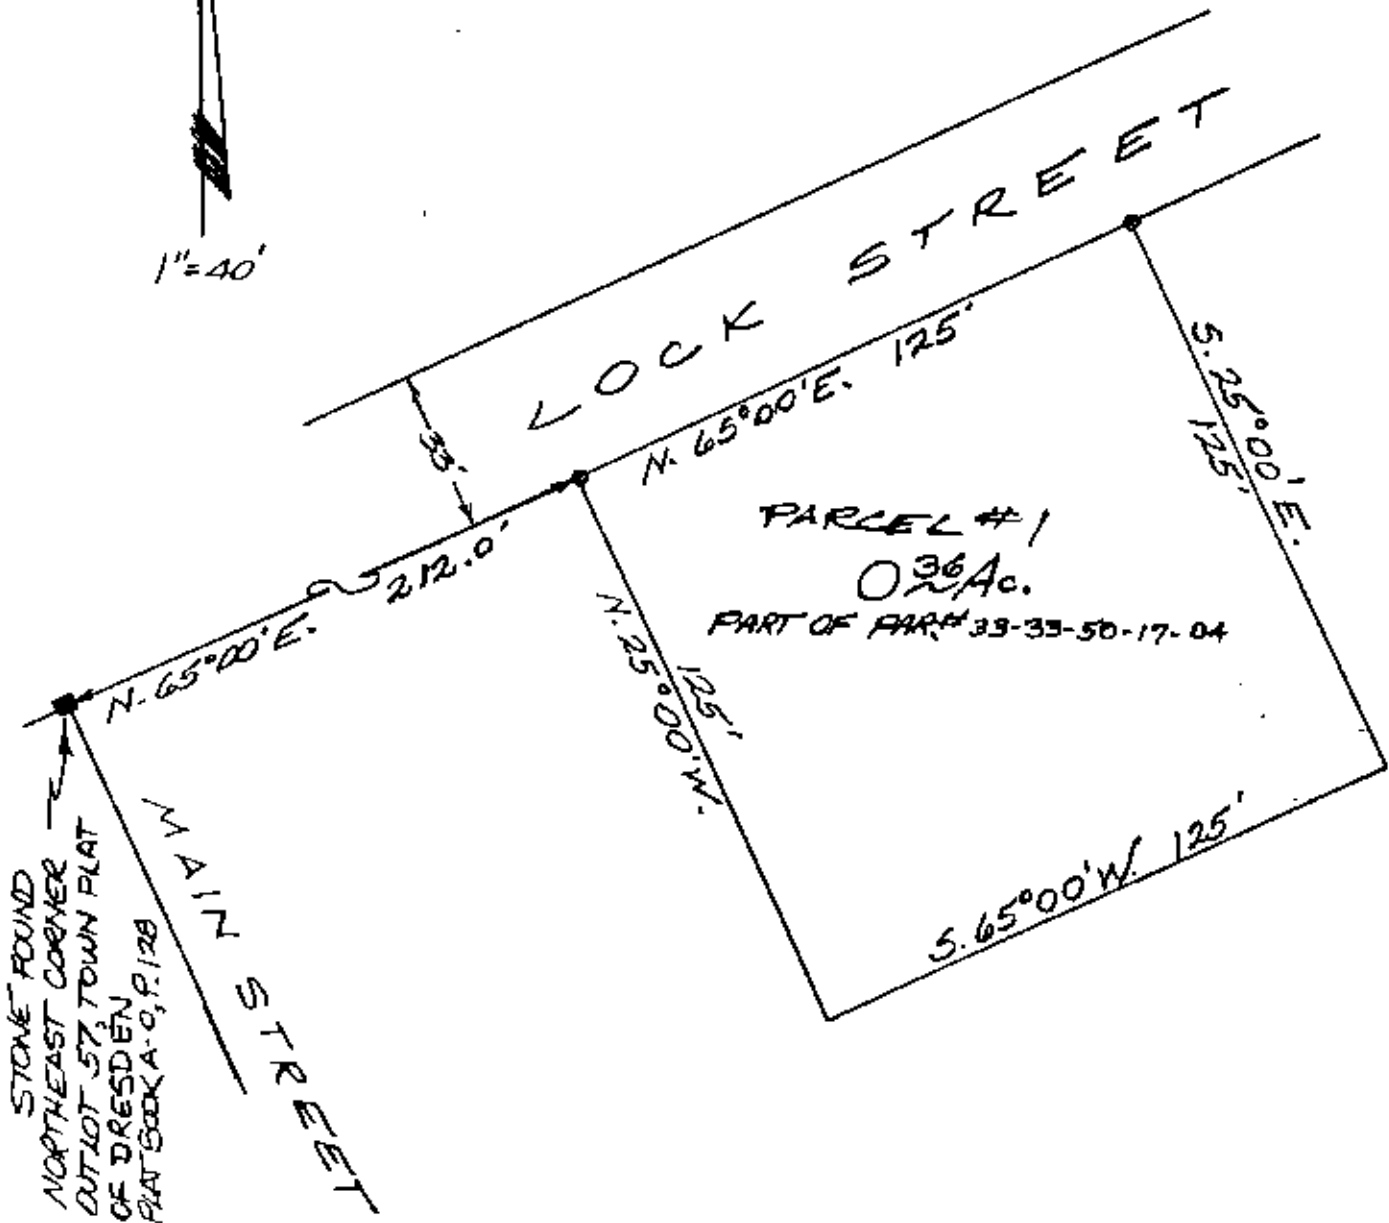 1"=40'
LOCK STREET
33'
N. 65°00'E. 125'
S. 25°00'E.
125'
N. 65°00'E. 212.0'
PARCEL #1
0.36 Ac.
PART OF PAR.# 33-33-50-17-04
N. 25°00'W.
125'
S. 65°00'W. 125'
MAIN STREET
STONE FOUND
NORTHEAST CORNER
OUTLOT 57, TOWN PLAT
OF DRESDEN
PLAT BOOK A-0, P. 128